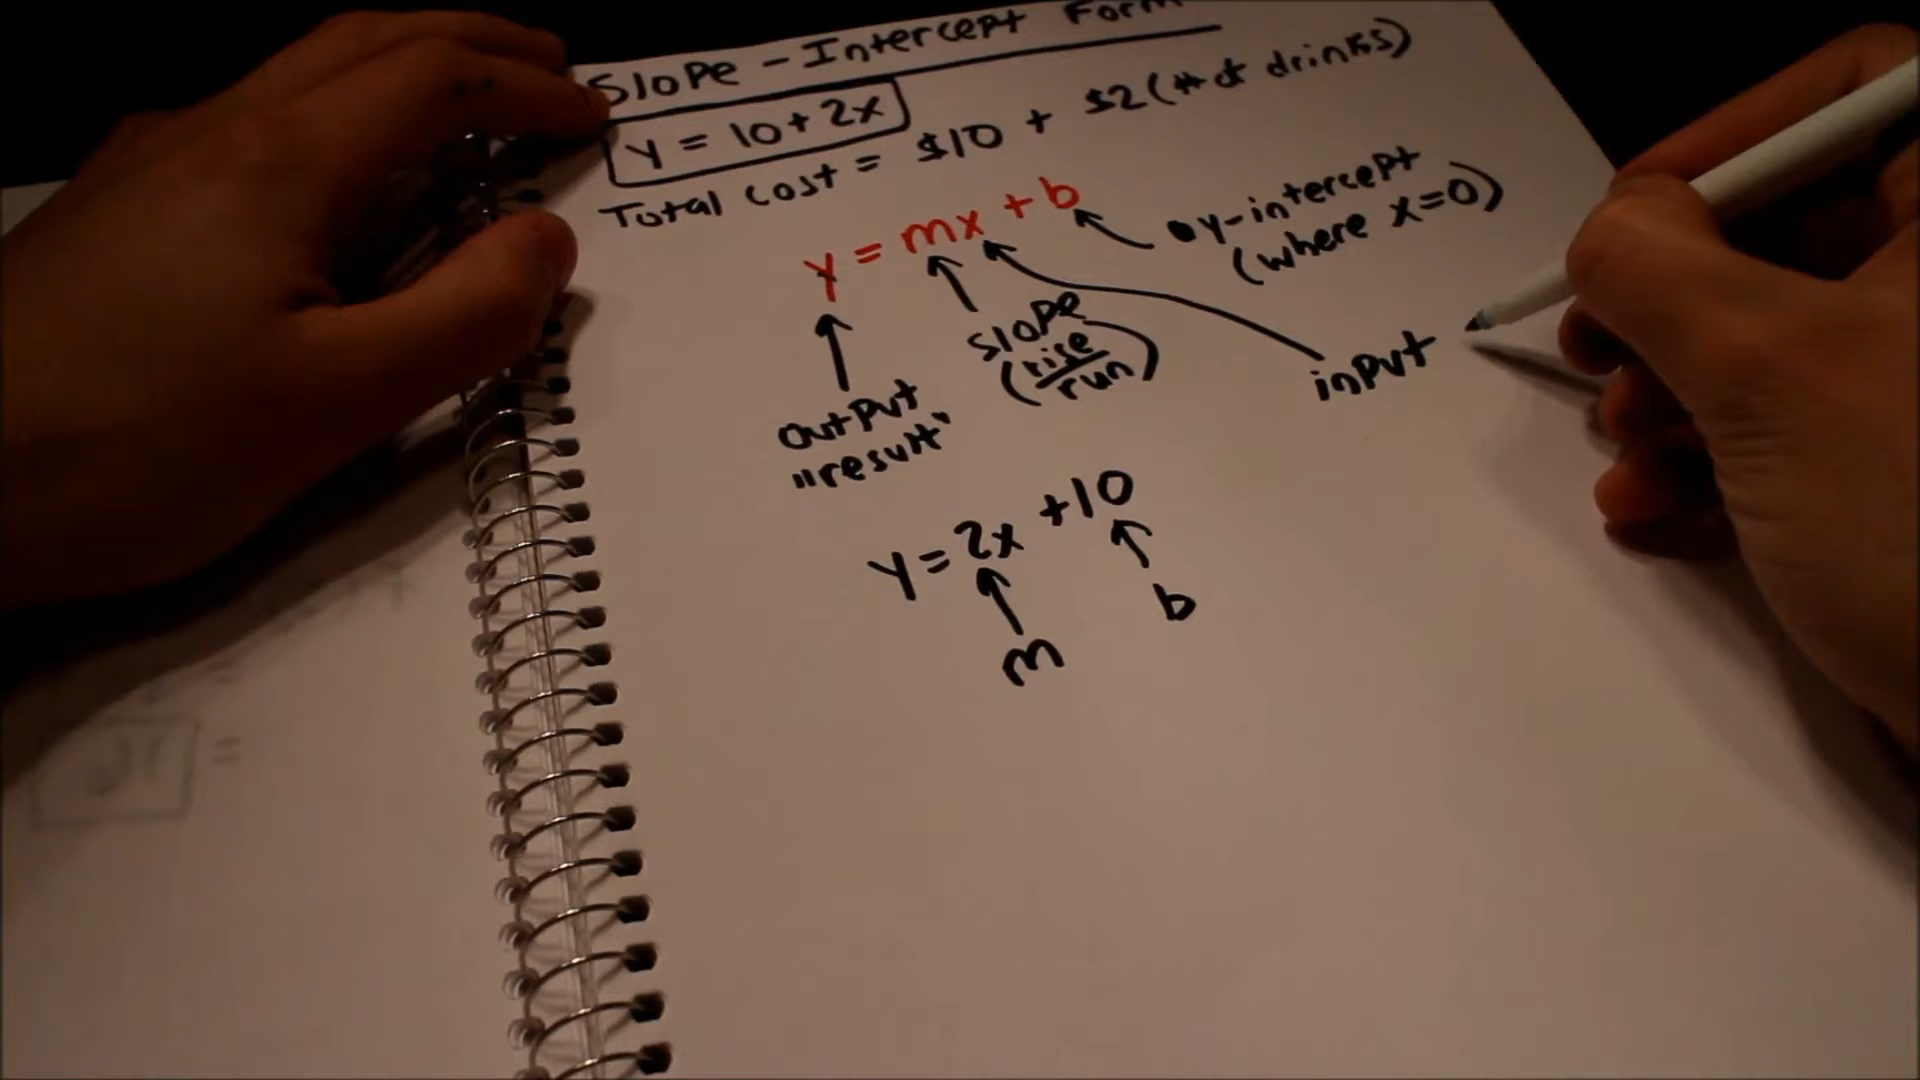 Slope - Intercept Form
y = 10 + 2x
Total Cost = $10 + $2 (# of drinks)
y = mx + b
y-intercept
(where x=0)
slope
(rise
run)
input
output
"result"
y = 2x + 10
b
m